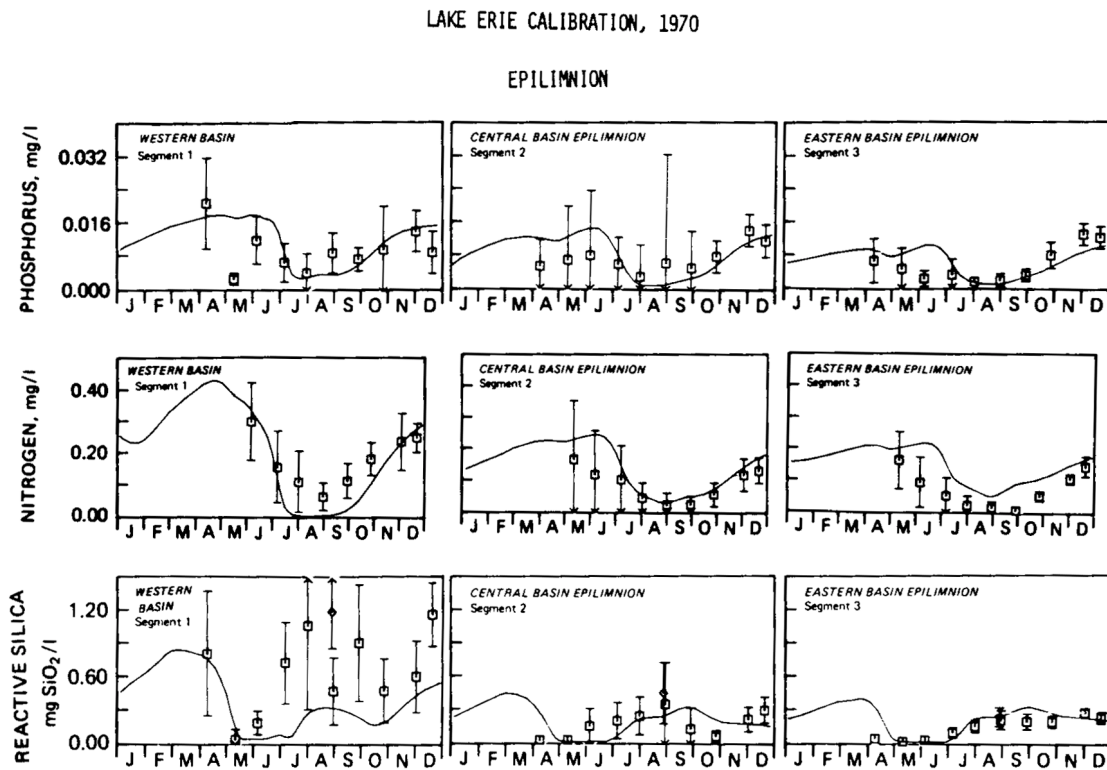 LAKE ERIE CALIBRATION, 1970
EPILIMNION
PHOSPHORUS, mg/l
0.032
0.016
0.000
WESTERN BASIN
Segment 1
J F M A M J J A S O N D
CENTRAL BASIN EPILIMNION
Segment 2
J F M A M J J A S O N D
EASTERN BASIN EPILIMNION
Segment 3
J F M A M J J A S O N D
NITROGEN, mg/l
0.40
0.20
0.00
WESTERN BASIN
Segment 1
J F M A M J J A S O N D
CENTRAL BASIN EPILIMNION
Segment 2
J F M A M J J A S O N D
EASTERN BASIN EPILIMNION
Segment 3
J F M A M J J A S O N D
REACTIVE SILICA
mg SiO₂/l
1.20
0.60
0.00
WESTERN
BASIN
Segment 1
J F M A M J J A S O N D
CENTRAL BASIN EPILIMNION
Segment 2
J F M A M J J A S O N D
EASTERN BASIN EPILIMNION
Segment 3
J F M A M J J A S O N D